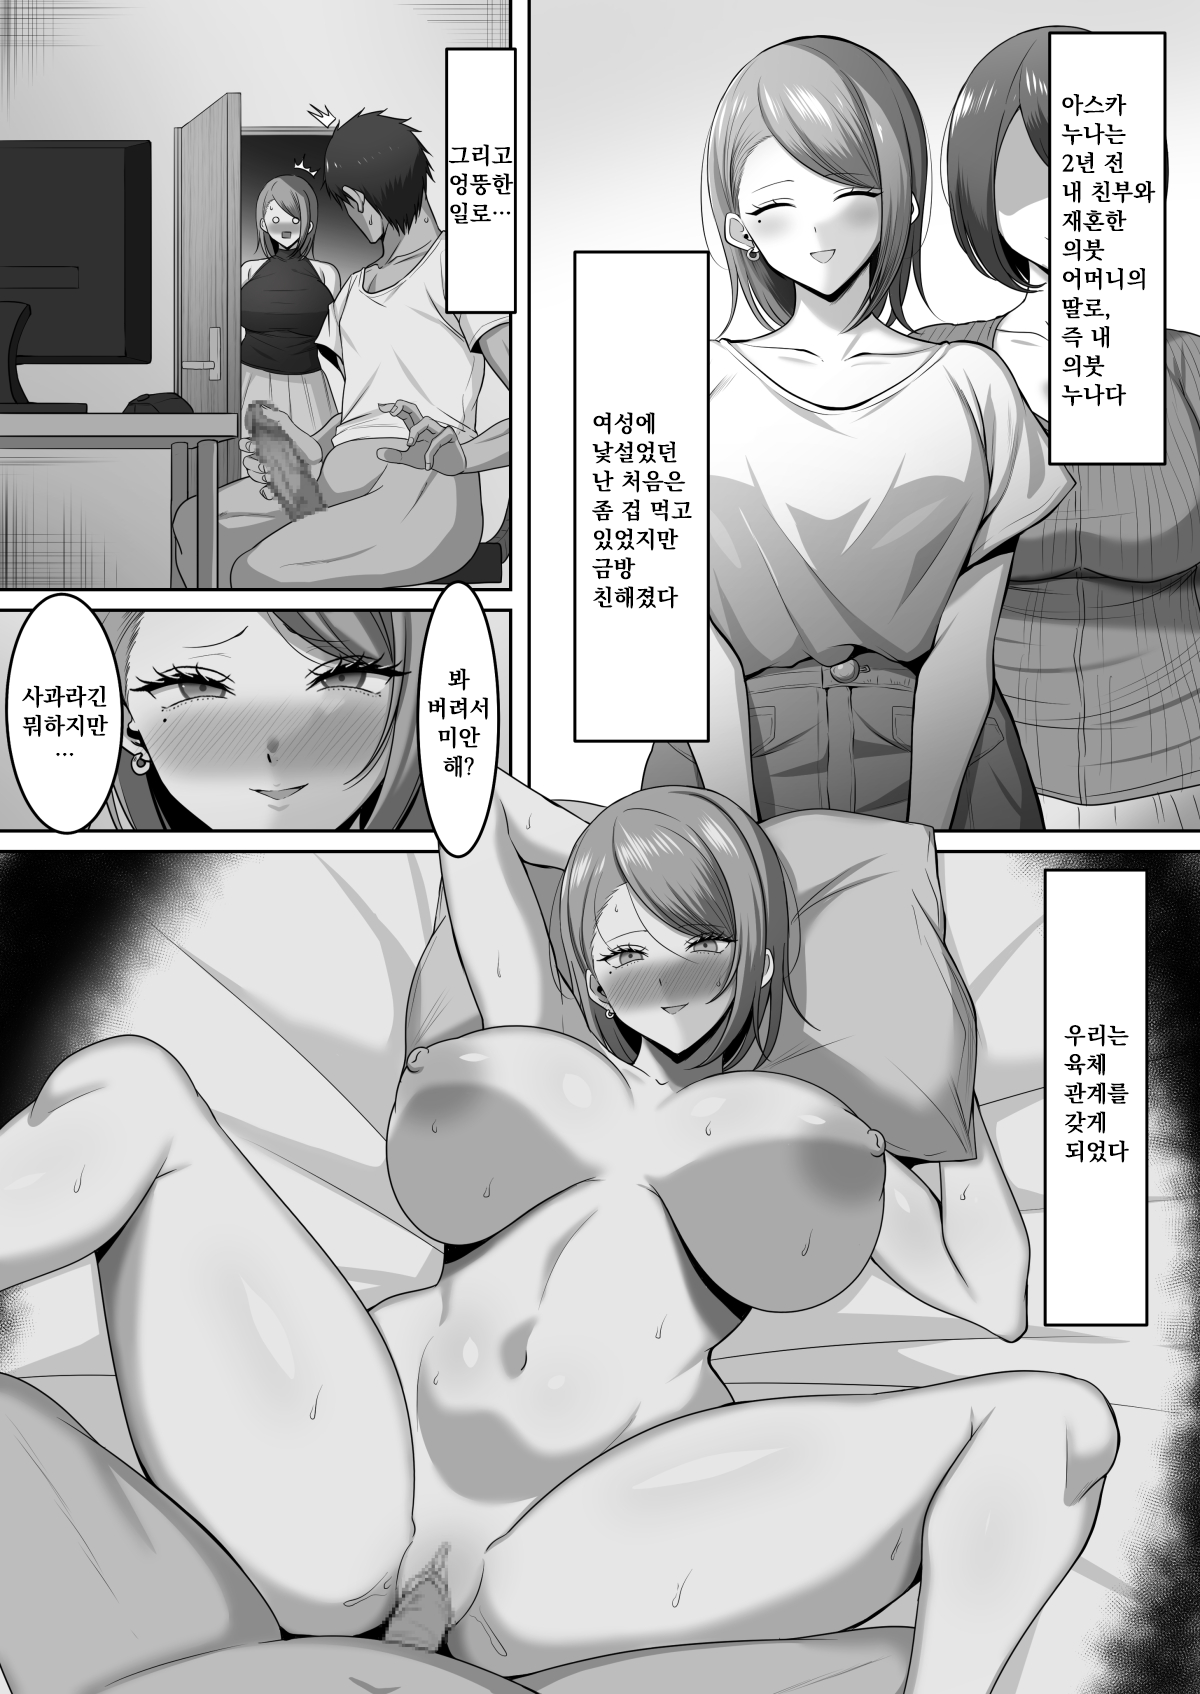 아스카
누나는
2년 전
내 친부와
재혼한
의붓
어머니의
딸로,
즉 내
의붓
누나다
여성에
낯설었던
난 처음은
좀 겁 먹고
있었지만
금방
친해졌다
그리고
엉뚱한
일로…
봐
버려서
미안
해?
사과라긴
뭐하지만
…
우리는
육체
관계를
갖게
되었다